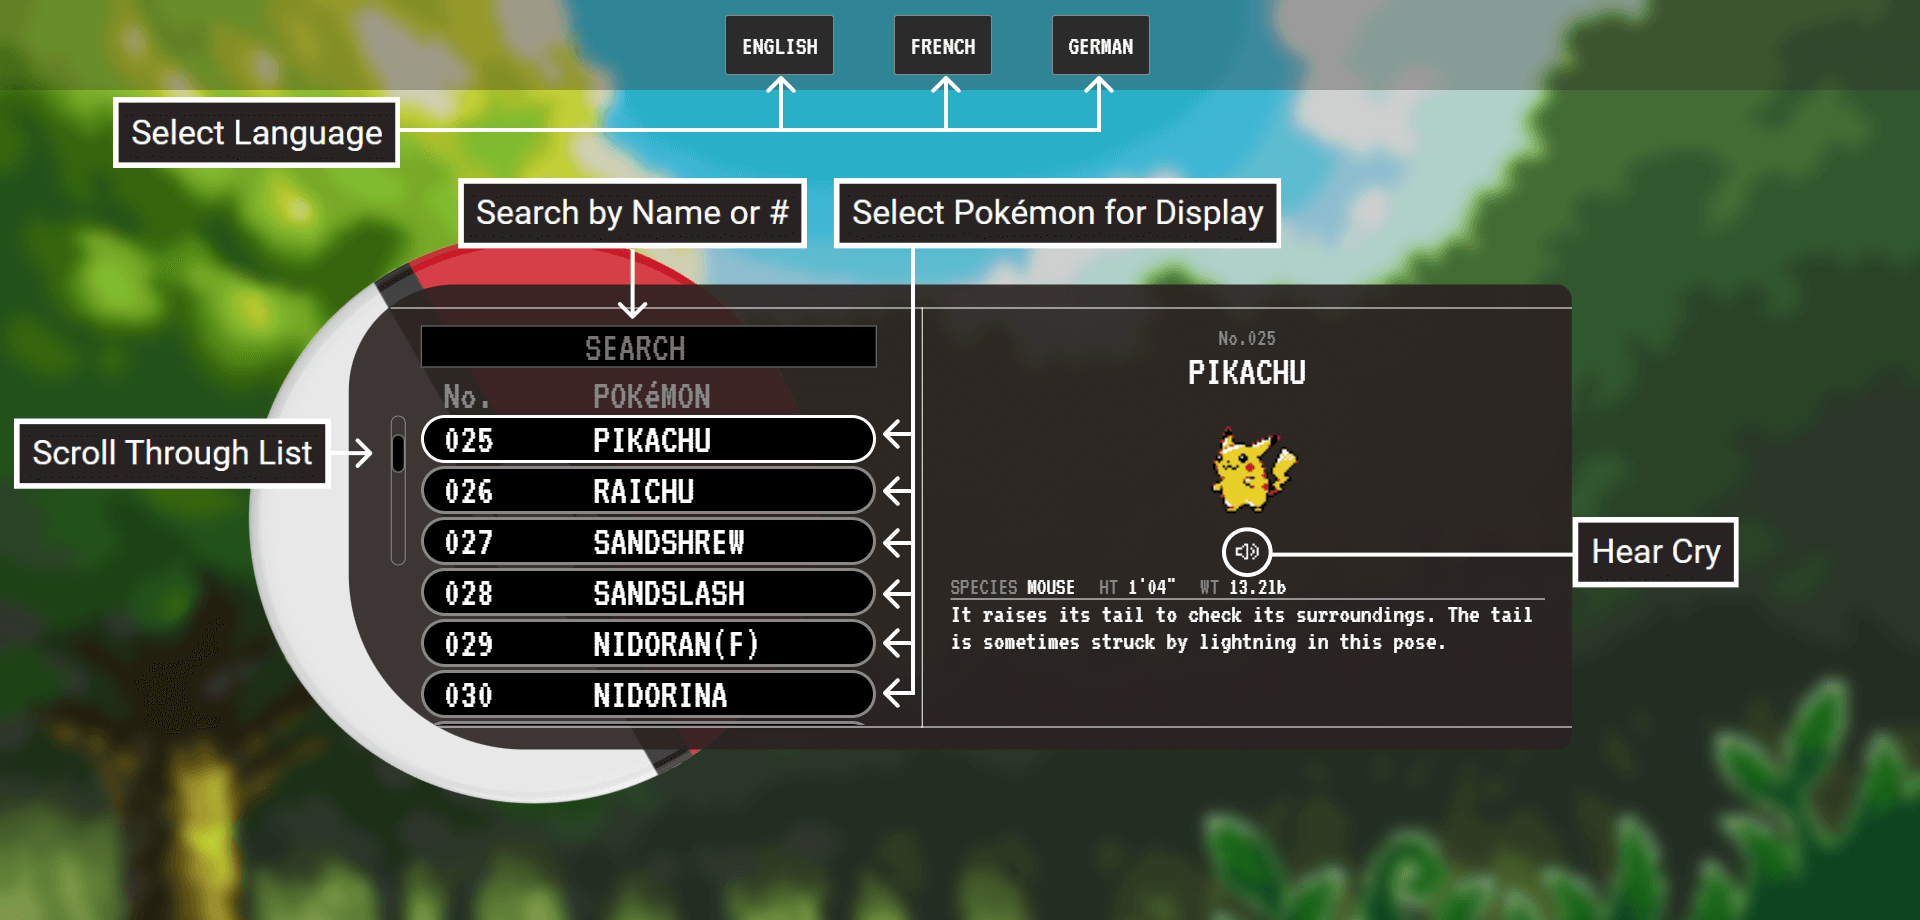 ENGLISH
FRENCH
GERMAN
Select Language
Search by Name or #
Select Pokémon for Display
SEARCH
No. POKéMON
Scroll Through List
025 PIKACHU
026 RAICHU
027 SANDSHREW
028 SANDSLASH
029 NIDORAN(F)
030 NIDORINA
No.025
PIKACHU
Hear Cry
SPECIES MOUSE HT 1'04" WT 13.2lb
It raises its tail to check its surroundings. The tail
is sometimes struck by lightning in this pose.